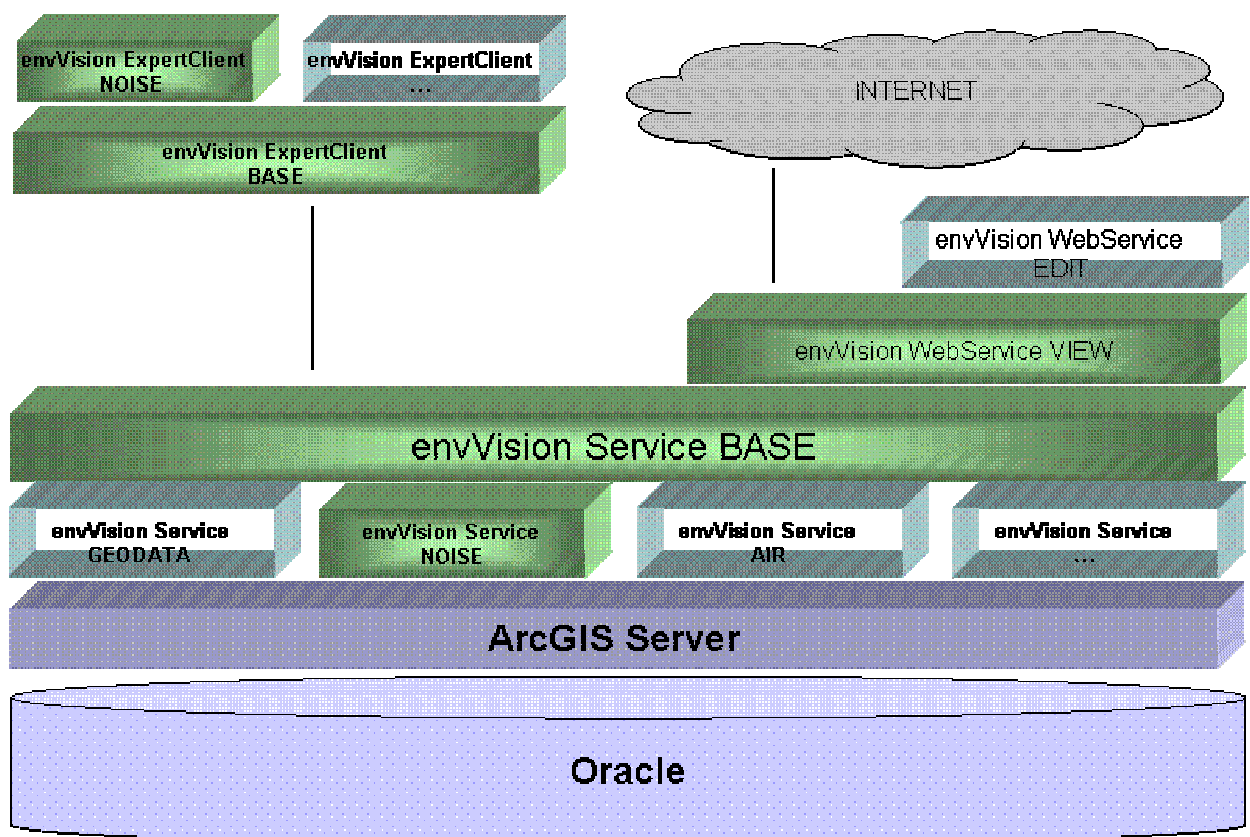 envVision ExpertClient
NOISE
envVision ExpertClient
...
envVision ExpertClient
BASE
INTERNET
envVision WebService
EDIT
envVision WebService VIEW
envVision Service BASE
envVision Service
GEODATA
envVision Service
NOISE
envVision Service
AIR
envVision Service
...
ArcGIS Server
Oracle